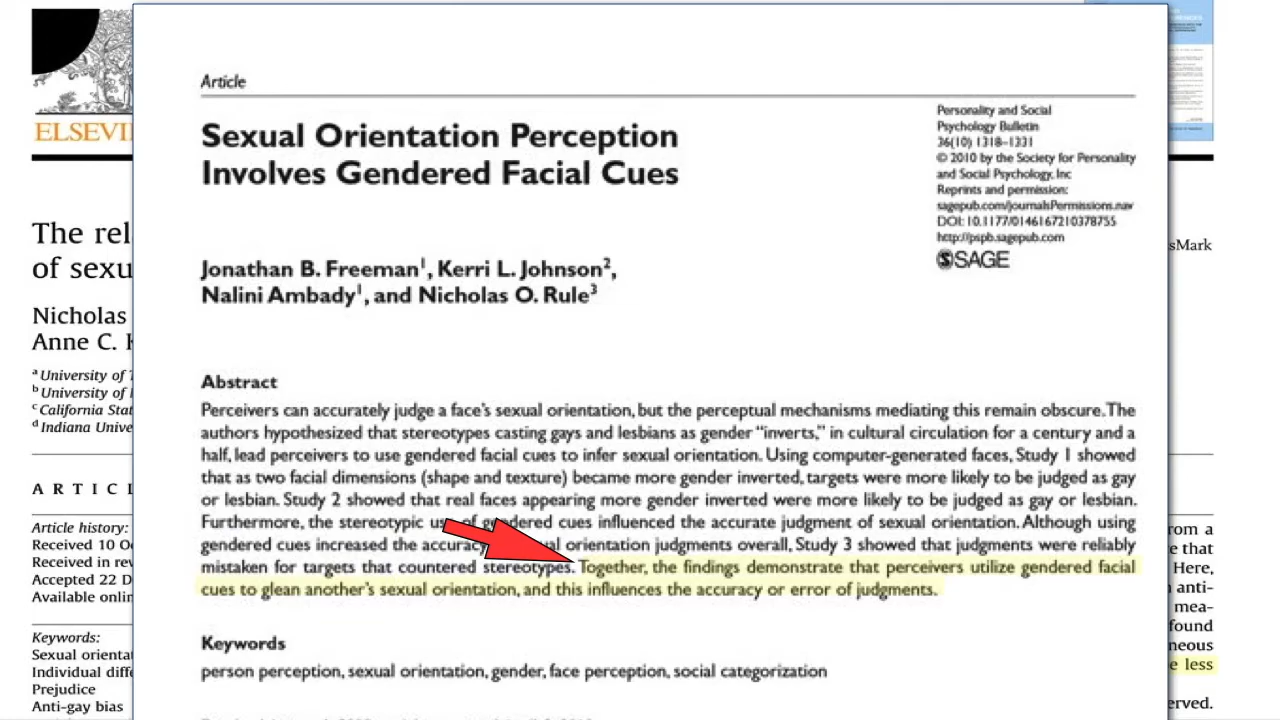 Article
Sexual Orientation Perception
Involves Gendered Facial Cues
Personality and Social
Psychology Bulletin
36(10) 1318–1331
© 2010 by the Society for Personality
and Social Psychology, Inc
Reprints and permission:
sagepub.com/journalsPermissions.nav
DOI: 10.1177/0146167210378755
http://pspb.sagepub.com
SAGE
Jonathan B. Freeman1, Kerri L. Johnson2,
Nalini Ambady1, and Nicholas O. Rule3
Abstract
Perceivers can accurately judge a face's sexual orientation, but the perceptual mechanisms mediating this remain obscure. The
authors hypothesized that stereotypes casting gays and lesbians as gender “inverts,” in cultural circulation for a century and a
half, lead perceivers to use gendered facial cues to infer sexual orientation. Using computer-generated faces, Study 1 showed
that as two facial dimensions (shape and texture) became more gender inverted, targets were more likely to be judged as gay
or lesbian. Study 2 showed that real faces appearing more gender inverted were more likely to be judged as gay or lesbian.
Furthermore, the stereotypic of gendered cues influenced the accurate judgment of sexual orientation. Although using
gendered cues increased the accuracy orientation judgments overall, Study 3 showed that judgments were reliably
mistaken for targets that countered stereotypes. Together, the findings demonstrate that perceivers utilize gendered facial
cues to glean another's sexual orientation, and this influences the accuracy or error of judgments.
Keywords
person perception, sexual orientation, gender, face perception, social categorization
ELSEVI
The rel
of sexu
Nicholas
Anne C. K
a University of T
b University of
c California Stat
d Indiana Unive
ARTICL
Article history:
Received 10 Oc
Received in rev
Accepted 22 D
Available onlin
Keywords:
Sexual orienta
Individual diffe
Prejudice
Anti-gay bias
sMark
rom a
e that
Here,
anti-
mea-
found
neous
e less
rved.